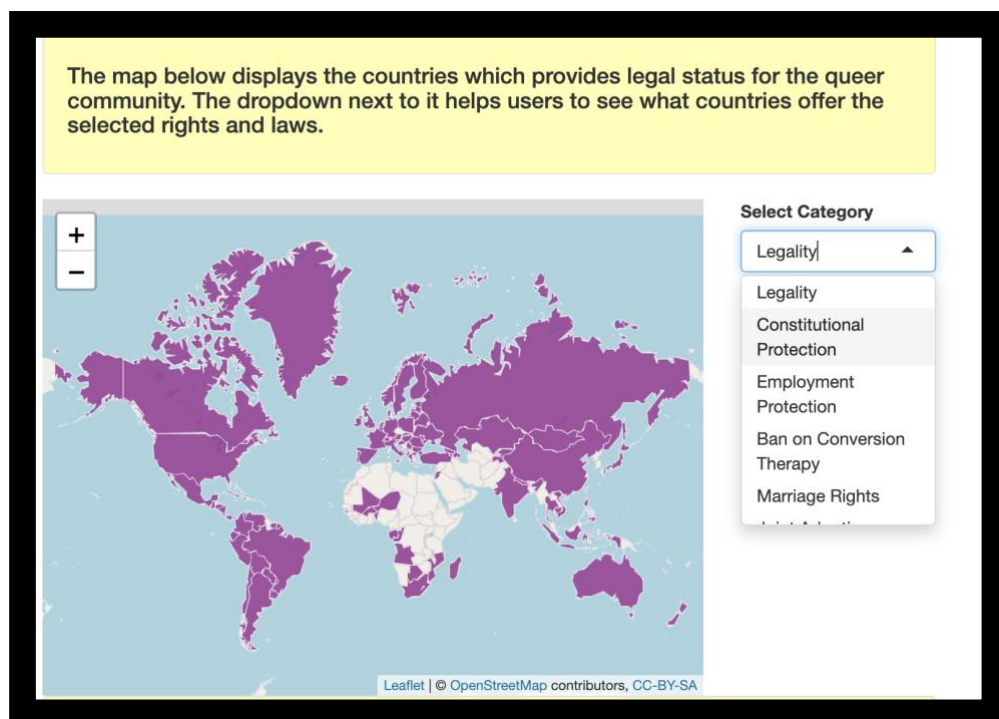 The map below displays the countries which provides legal status for the queer
community. The dropdown next to it helps users to see what countries offer the
selected rights and laws.
+
−
Select Category
Legality
Legality
Constitutional
Protection
Employment
Protection
Ban on Conversion
Therapy
Marriage Rights
Leaflet | © OpenStreetMap contributors, CC-BY-SA